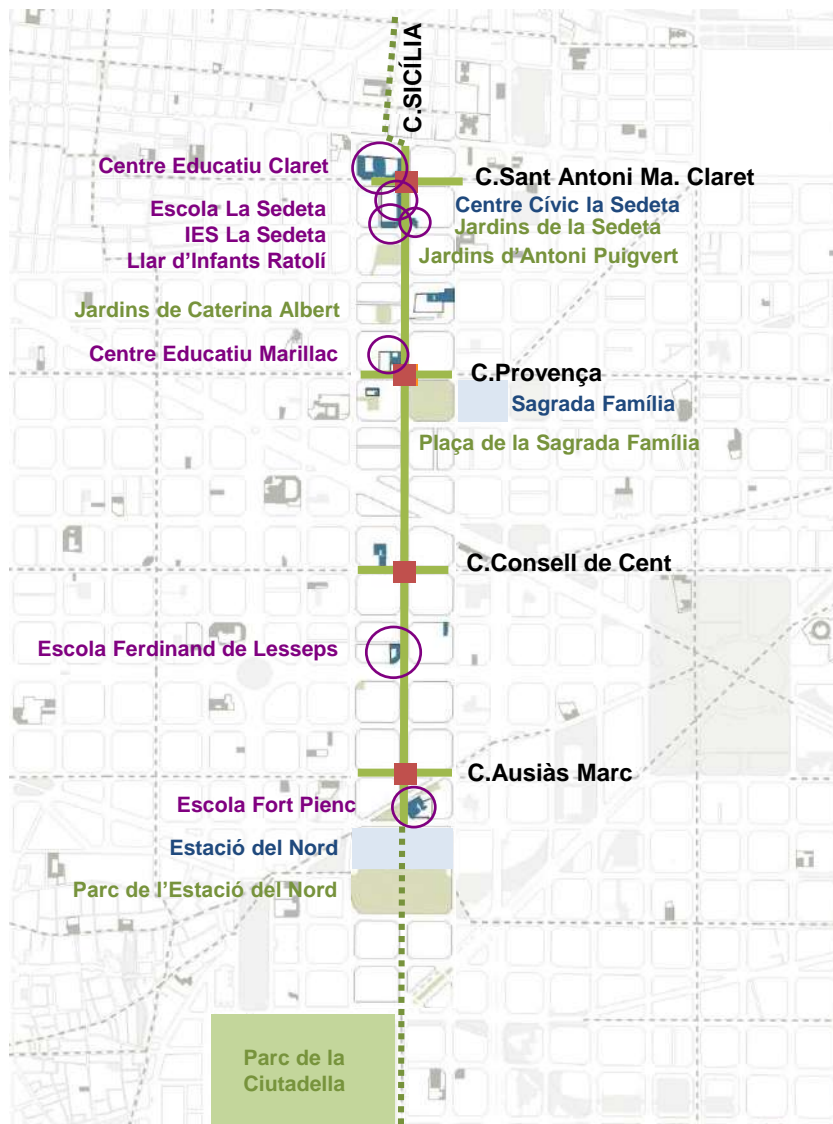 C.SICÍLIA
Centre Educatiu Claret
C.Sant Antoni Ma. Claret
Escola La Sedeta
Centre Cívic la Sedeta
IES La Sedeta
Jardins de la Sedeta
Llar d'Infants Ratolí
Jardins d'Antoni Puigvert
Jardins de Caterina Albert
Centre Educatiu Marillac
C.Provença
Sagrada Família
Plaça de la Sagrada Família
C.Consell de Cent
Escola Ferdinand de Lesseps
C.Ausiàs Marc
Escola Fort Pienc
Estació del Nord
Parc de l'Estació del Nord
Parc de la
Ciutadella